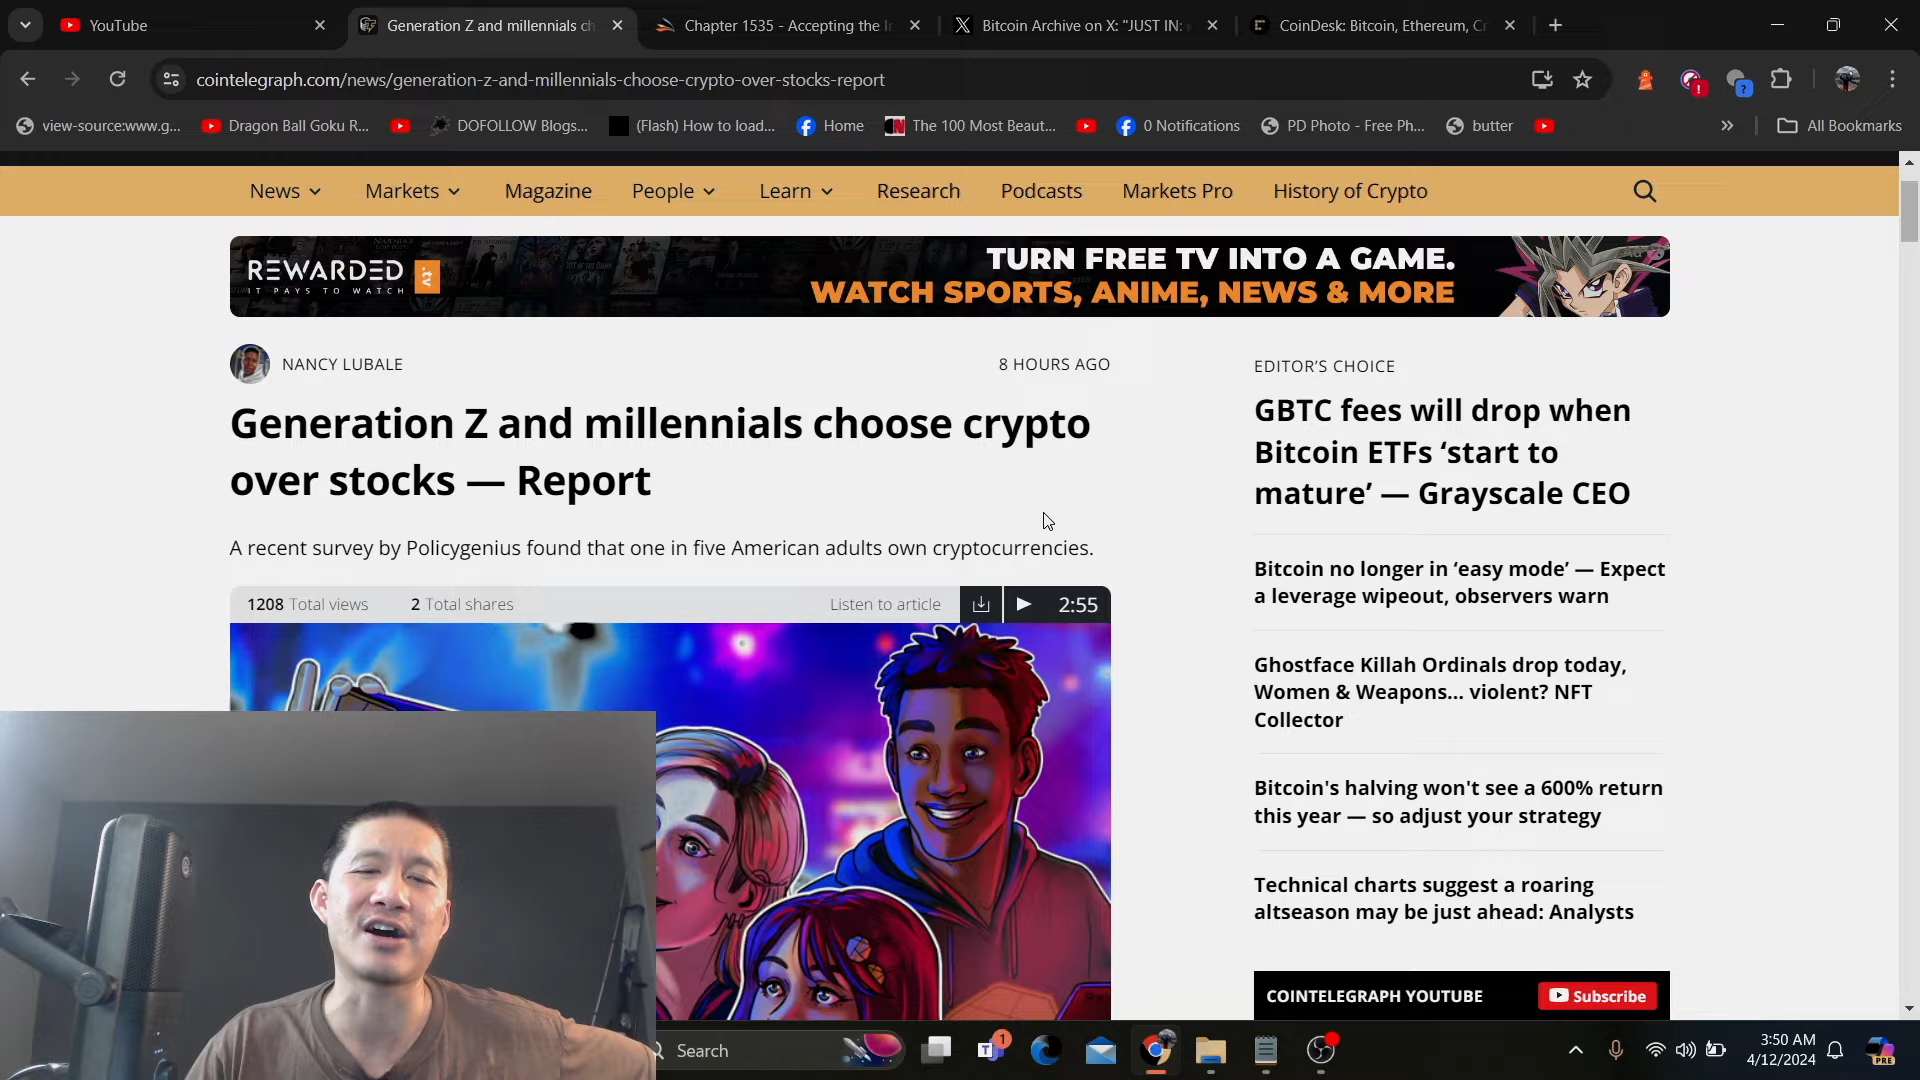 YouTube
Generation Z and millennials ch
Chapter 1535 - Accepting the In
Bitcoin Archive on X: "JUST IN:
CoinDesk: Bitcoin, Ethereum, Cr
cointelegraph.com/news/generation-z-and-millennials-choose-crypto-over-stocks-report
view-source:www.g...
Dragon Ball Goku R...
DOFOLLOW Blogs...
(Flash) How to load...
Home
The 100 Most Beaut...
0 Notifications
PD Photo - Free Ph...
butter
All Bookmarks
News
Markets
Magazine
People
Learn
Research
Podcasts
Markets Pro
History of Crypto
REWARDED .tv
IT PAYS TO WATCH
TURN FREE TV INTO A GAME.
WATCH SPORTS, ANIME, NEWS & MORE
NANCY LUBALE
8 HOURS AGO
Generation Z and millennials choose crypto
over stocks — Report
A recent survey by Policygenius found that one in five American adults own cryptocurrencies.
1208 Total views
2 Total shares
Listen to article
2:55
EDITOR'S CHOICE
GBTC fees will drop when
Bitcoin ETFs ‘start to
mature’ — Grayscale CEO
Bitcoin no longer in ‘easy mode’ — Expect
a leverage wipeout, observers warn
Ghostface Killah Ordinals drop today,
Women & Weapons... violent? NFT
Collector
Bitcoin's halving won't see a 600% return
this year — so adjust your strategy
Technical charts suggest a roaring
altseason may be just ahead: Analysts
COINTELEGRAPH YOUTUBE
Subscribe
Search
1
3:50 AM
4/12/2024
PRE